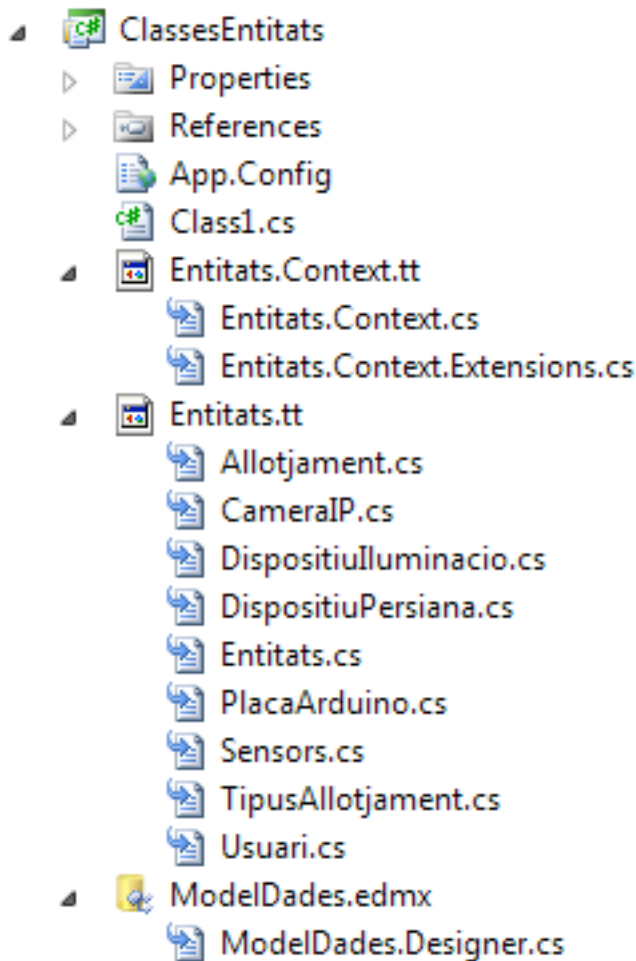 ClassesEntitats
Properties
References
App.Config
Class1.cs
Entitats.Context.tt
Entitats.Context.cs
Entitats.Context.Extensions.cs
Entitats.tt
Allotjament.cs
CameraIP.cs
DispositiuIluminacio.cs
DispositiuPersiana.cs
Entitats.cs
PlacaArduino.cs
Sensors.cs
TipusAllotjament.cs
Usuari.cs
ModelDades.edmx
ModelDades.Designer.cs